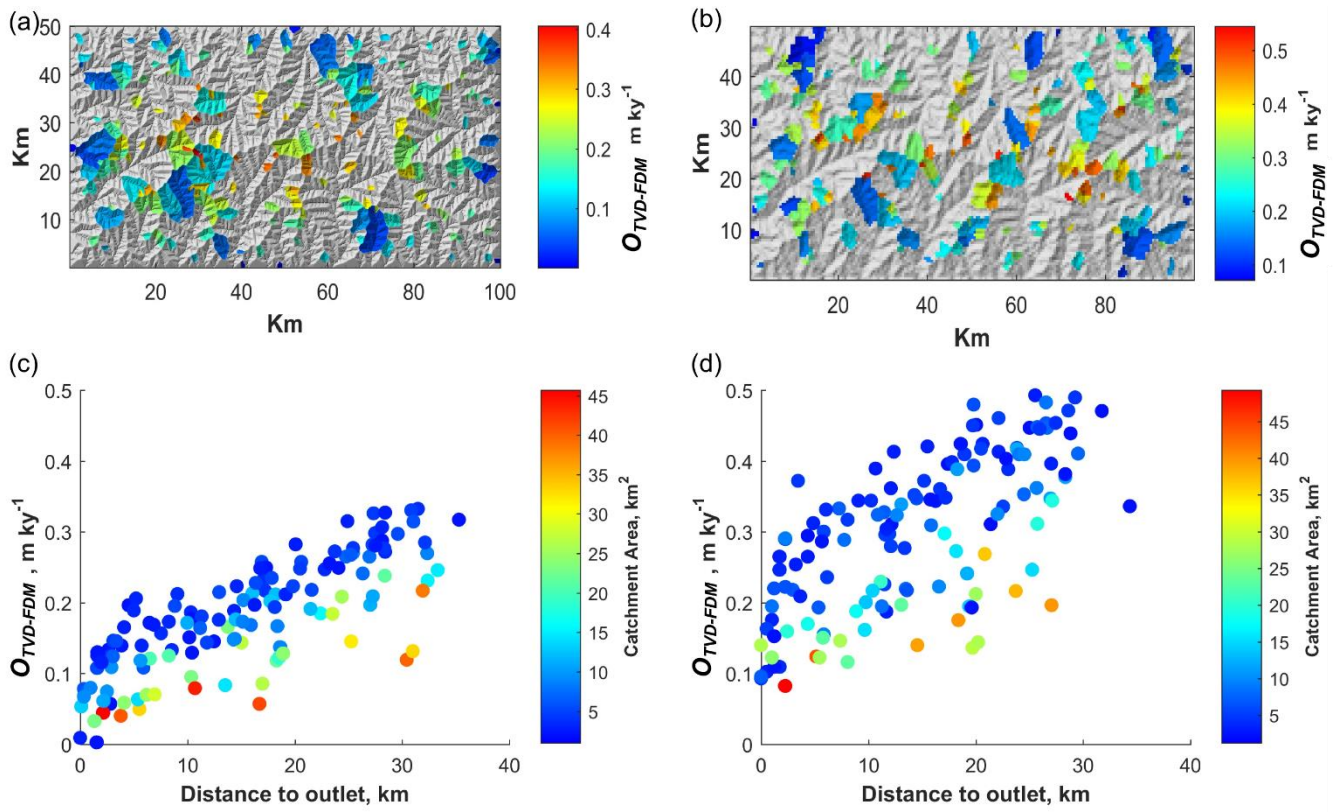 (a)
50
40
30
20
10
Km
20 40 60 80 100
Km
0.4
0.3
0.2
0.1
O_TVD-FDM m ky⁻¹
(b)
40
30
20
10
Km
20 40 60 80
Km
0.5
0.4
0.3
0.2
0.1
O_TVD-FDM m ky⁻¹
(c)
0.5
0.4
0.3
0.2
0.1
0
O_TVD-FDM , m ky⁻¹
0 10 20 30 40
Distance to outlet, km
45
40
35
30
25
20
15
10
5
Catchment Area, km²
(d)
0.5
0.4
0.3
0.2
0.1
0
O_TVD-FDM , m ky⁻¹
0 10 20 30 40
Distance to outlet, km
45
40
35
30
25
20
15
10
5
Catchment Area, km²